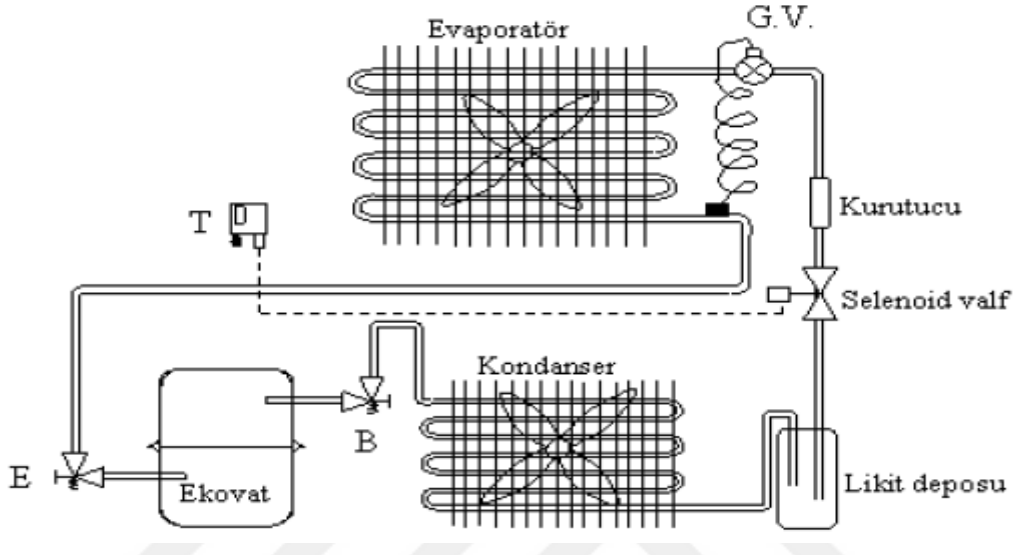 G.V.
Evaporatör
T
Kurutucu
Selenoid valf
Kondanser
B
E
Ekovat
Likit deposu